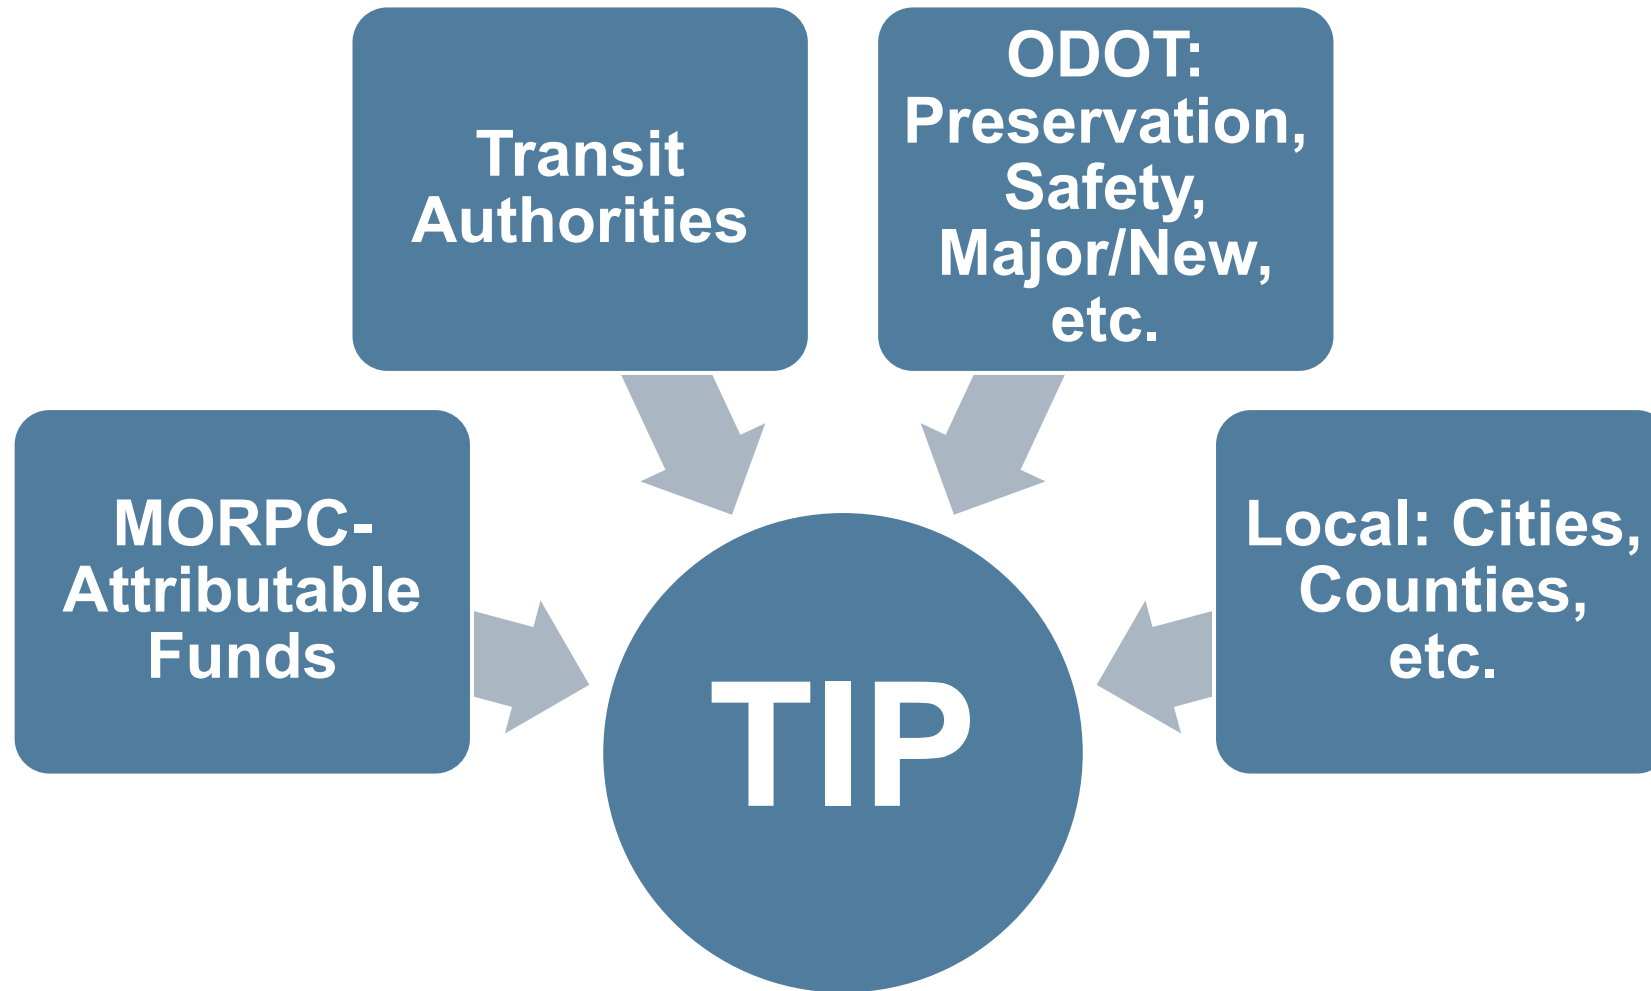 Transit
Authorities
ODOT:
Preservation,
Safety,
Major/New,
etc.
MORPC-
Attributable
Funds
Local: Cities,
Counties,
etc.
TIP